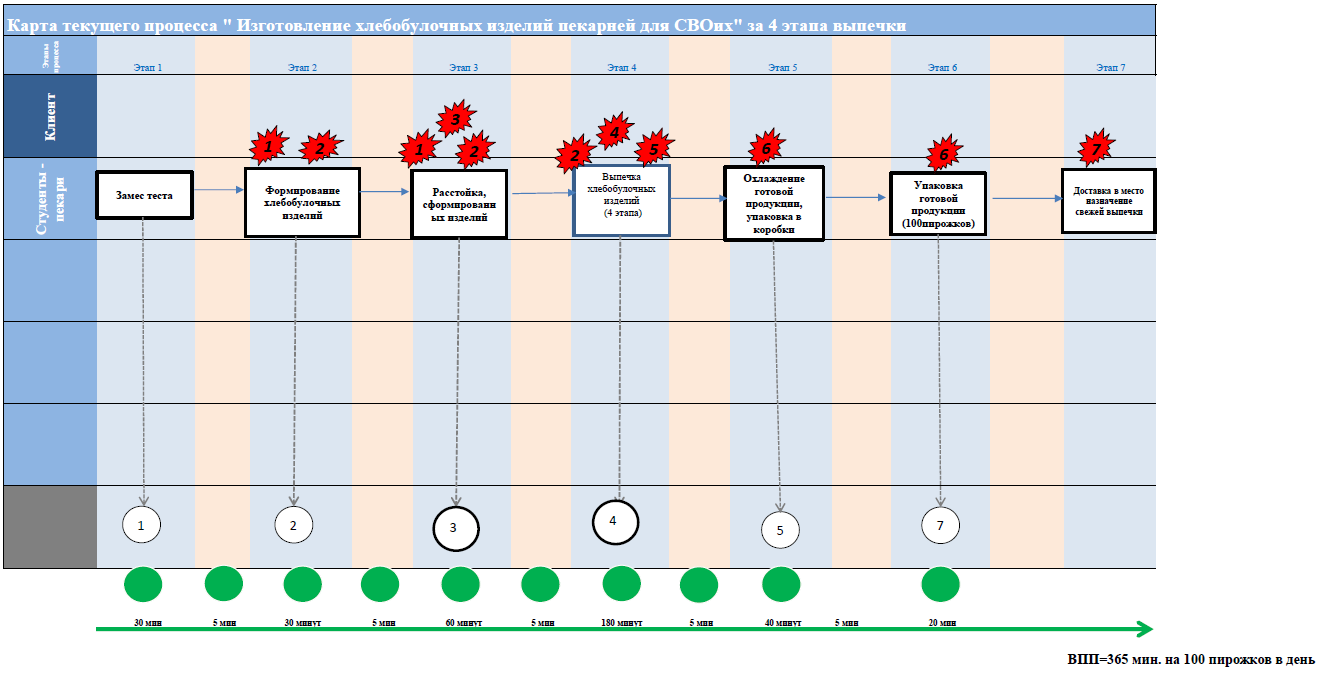 Карта текущего процесса " Изготовление хлебобулочных изделий пекарней для СВОих" за 4 этапа выпечки
Этапы
процесса
Этап 1
Этап 2
Этап 3
Этап 4
Этап 5
Этап 6
Этап 7
Клиент
1
2
1
3
2
2
4
5
6
6
7
Студенты -
пекари
Замес теста
Формирование
хлебобулочных
изделий
Расстойка,
сформированн
ых изделий
Выпечка
хлебобулочных
изделий
(4 этапа)
Охлаждение
готовой
продукции,
упаковка в
коробки
Упаковка
готовой
продукции
(100пирожков)
Доставка в место
назначение
свежей выпечки
1
2
3
4
5
7
30 мин
5 мин
30 минут
5 мин
60 минут
5 мин
180 минут
5 мин
40 минут
5 мин
20 мин
ВПП=365 мин. на 100 пирожков в день